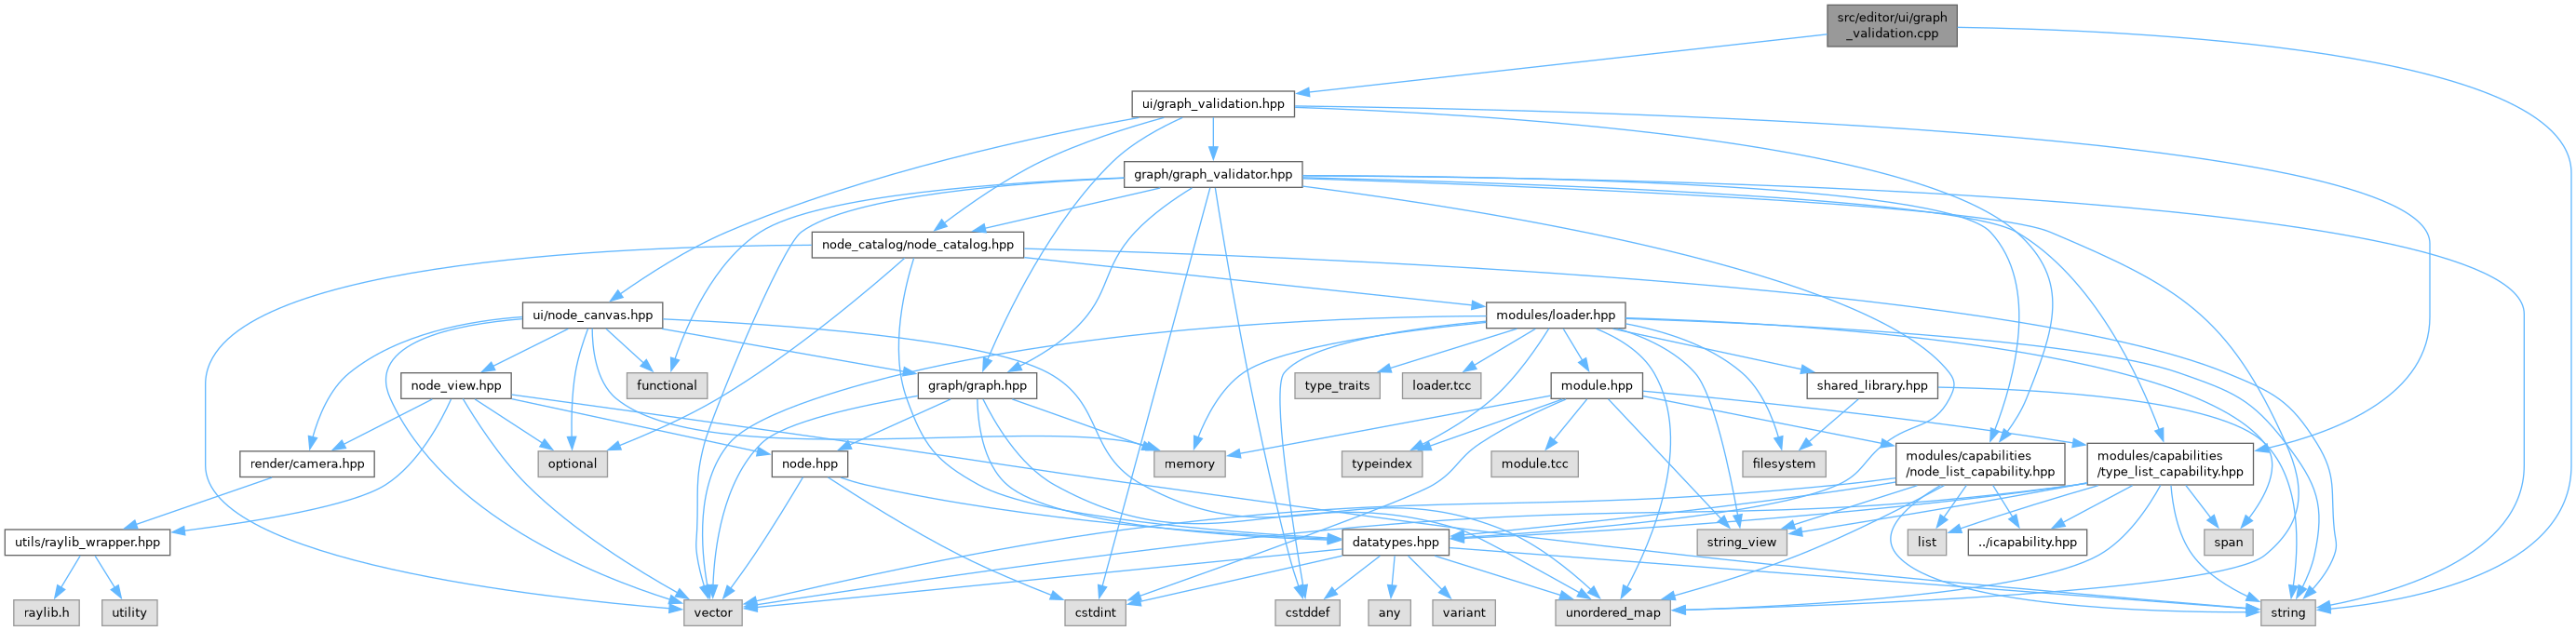 src/editor/ui/graph
_validation.cpp
ui/graph_validation.hpp
graph/graph_validator.hpp
node_catalog/node_catalog.hpp
ui/node_canvas.hpp
modules/loader.hpp
node_view.hpp
functional
graph/graph.hpp
type_traits
loader.tcc
module.hpp
shared_library.hpp
render/camera.hpp
optional
node.hpp
memory
typeindex
module.tcc
filesystem
modules/capabilities
/node_list_capability.hpp
modules/capabilities
/type_list_capability.hpp
utils/raylib_wrapper.hpp
datatypes.hpp
string_view
list
../icapability.hpp
span
raylib.h
utility
vector
cstdint
cstddef
any
variant
unordered_map
string